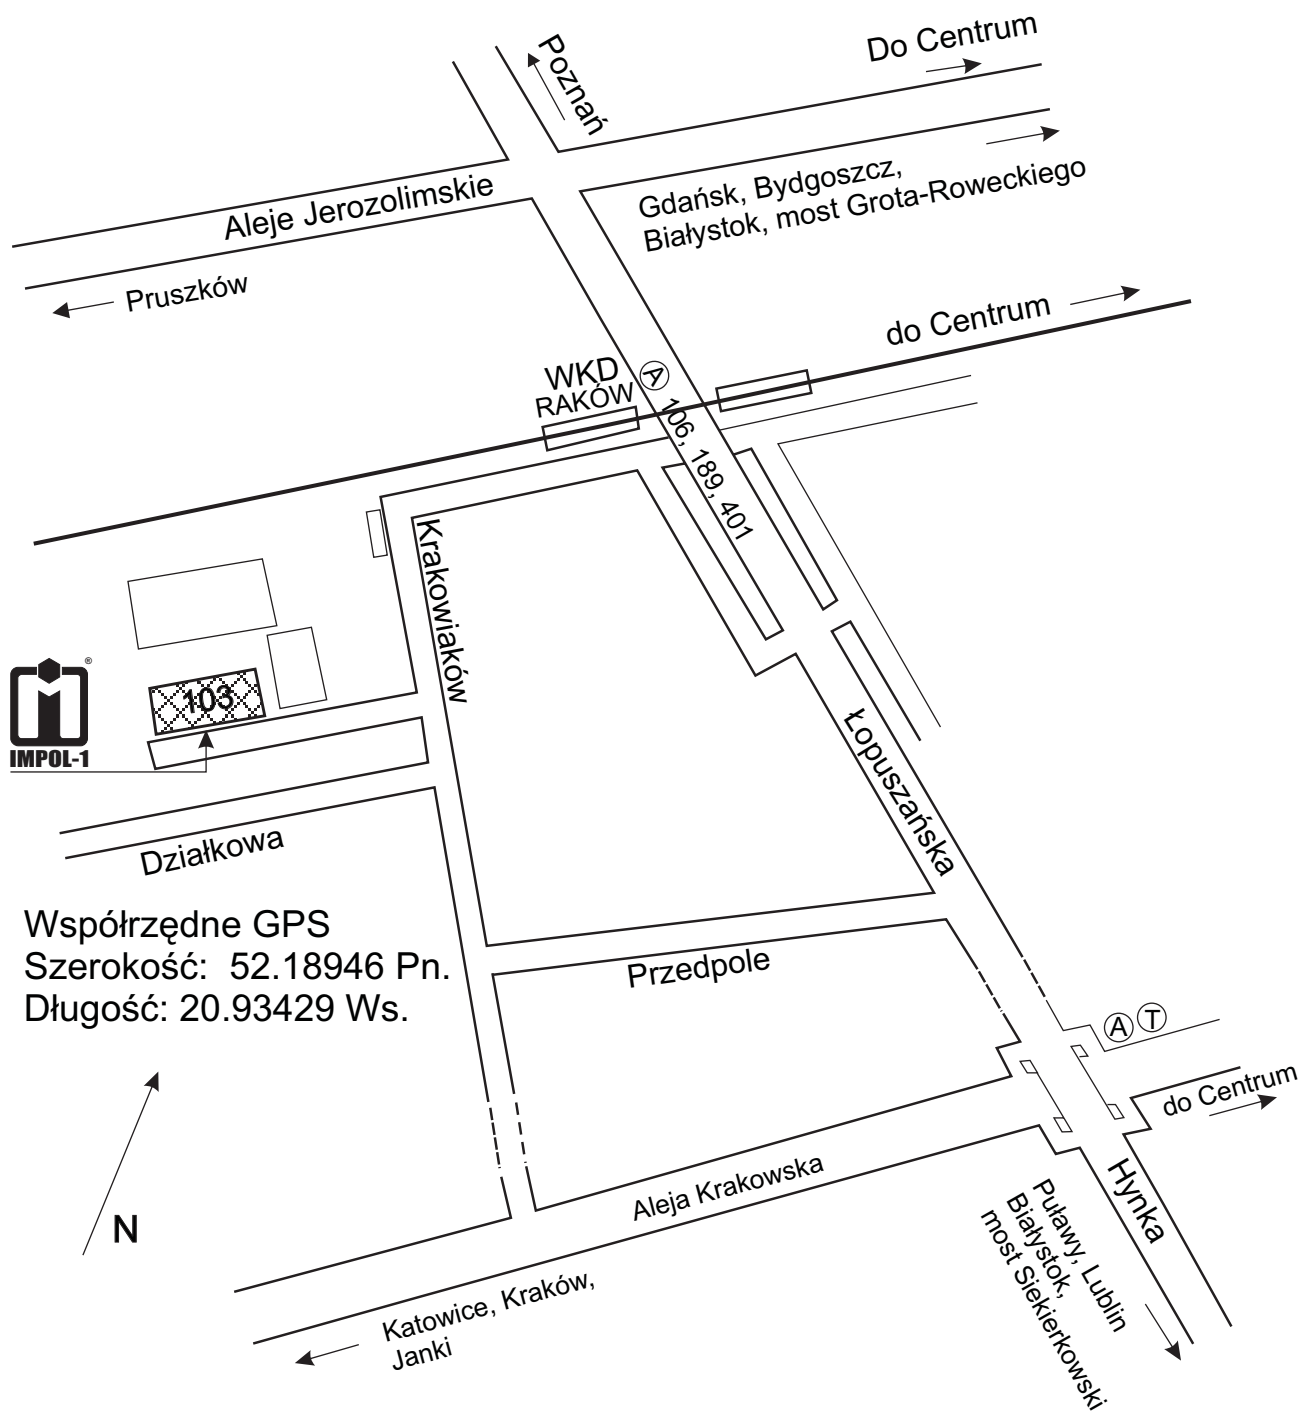 Poznań
Do Centrum
Aleje Jerozolimskie
Gdańsk, Bydgoszcz,
Białystok, most Grota-Roweckiego
Pruszków
do Centrum
WKD
RAKÓW
A
106, 189, 401
Krakowiaków
103
®
IMPOL-1
Łopuszańska
Działkowa
Współrzędne GPS
Szerokość: 52.18946 Pn.
Długość: 20.93429 Ws.
Przedpole
A T
do Centrum
N
Aleja Krakowska
Hynka
Puławy, Lublin
Białystok,
most Siekierkowski
Katowice, Kraków,
Janki